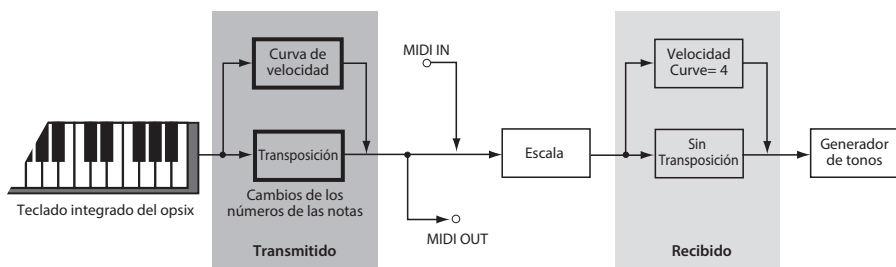 Teclado integrado del opsix
Curva de
velocidad
Transposición
Cambios de los
números de las notas
Transmitido
MIDI IN
MIDI OUT
Escala
Velocidad
Curve= 4
Sin
Transposición
Recibido
Generador
de tonos